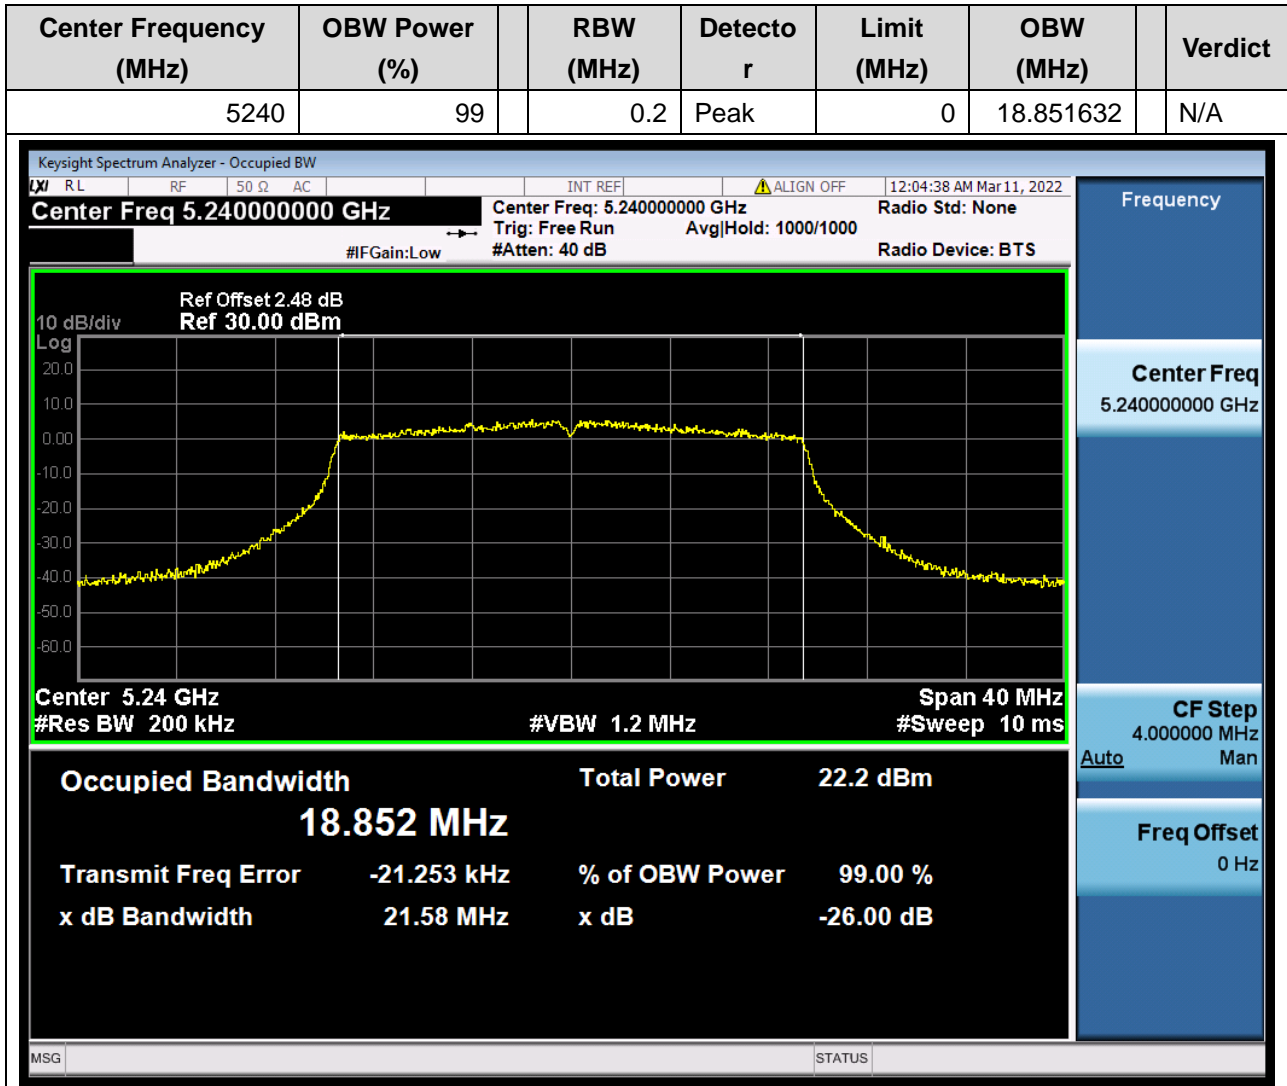 Center Frequency (MHz) OBW Power (%) RBW (MHz) Detecto r Limit (MHz) OBW (MHz) Verdict
5240 99 0.2 Peak 0 18.851632 N/A
Keysight Spectrum Analyzer - Occupied BW
LXI RL RF 50 Ω AC INT REF ALIGN OFF 12:04:38 AM Mar 11, 2022
Center Freq 5.240000000 GHz Center Freq: 5.240000000 GHz Radio Std: None
Trig: Free Run Avg|Hold: 1000/1000
#IFGain:Low #Atten: 40 dB Radio Device: BTS
Ref Offset 2.48 dB
10 dB/div Ref 30.00 dBm
Log
20.0
10.0
0.00
-10.0
-20.0
-30.0
-40.0
-50.0
-60.0
Center 5.24 GHz Span 40 MHz
#Res BW 200 kHz #VBW 1.2 MHz #Sweep 10 ms
Occupied Bandwidth Total Power 22.2 dBm
18.852 MHz
Transmit Freq Error -21.253 kHz % of OBW Power 99.00 %
x dB Bandwidth 21.58 MHz x dB -26.00 dB
Frequency
Center Freq
5.240000000 GHz
CF Step
4.000000 MHz
Auto Man
Freq Offset
0 Hz
MSG STATUS